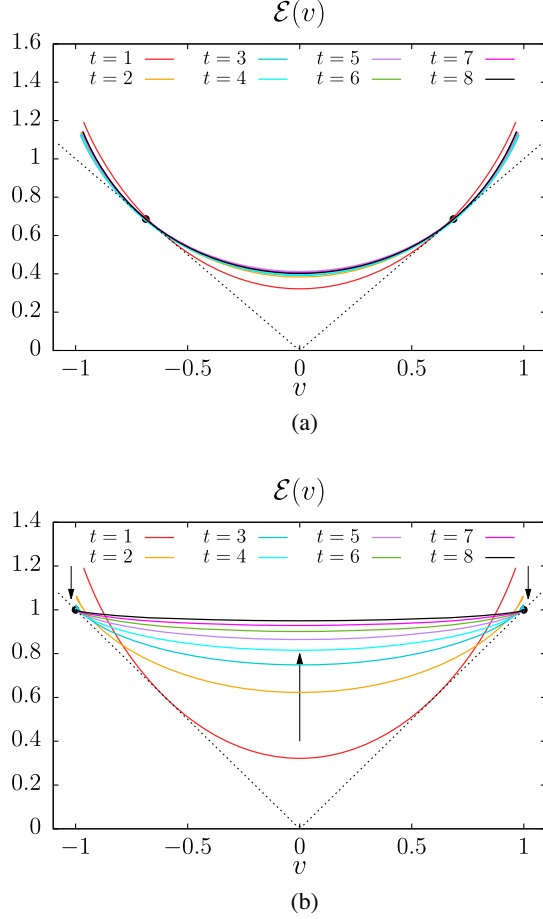 ℰ(v)
1.6
t = 1 t = 3 t = 5 t = 7
1.4
t = 2 t = 4 t = 6 t = 8
1.2
1
0.8
0.6
0.4
0.2
0
−1 −0.5 0 0.5 1
v
(a)
ℰ(v)
1.4
t = 1 t = 3 t = 5 t = 7
t = 2 t = 4 t = 6 t = 8
1.2
1
0.8
0.6
0.4
0.2
0
−1 −0.5 0 0.5 1
v
(b)